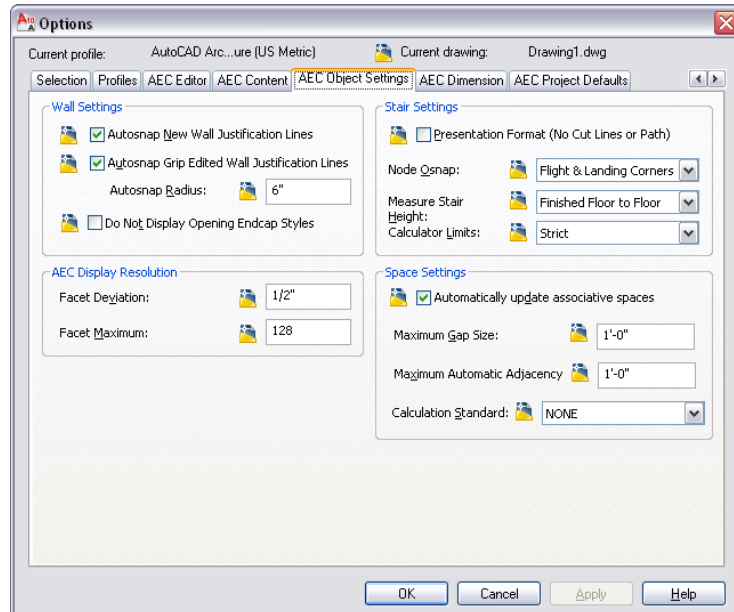 Options
Current profile: AutoCAD Arc...ure (US Metric) Current drawing: Drawing1.dwg
Selection Profiles AEC Editor AEC Content AEC Object Settings AEC Dimension AEC Project Defaults
Wall Settings
Autosnap New Wall Justification Lines
Autosnap Grip Edited Wall Justification Lines
Autosnap Radius: 6"
Do Not Display Opening Endcap Styles
AEC Display Resolution
Facet Deviation: 1/2"
Facet Maximum: 128
Stair Settings
Presentation Format (No Cut Lines or Path)
Node Osnap: Flight & Landing Corners
Measure Stair Height: Finished Floor to Floor
Calculator Limits: Strict
Space Settings
Automatically update associative spaces
Maximum Gap Size: 1'-0"
Maximum Automatic Adjacency 1'-0"
Calculation Standard: NONE
OK Cancel Apply Help